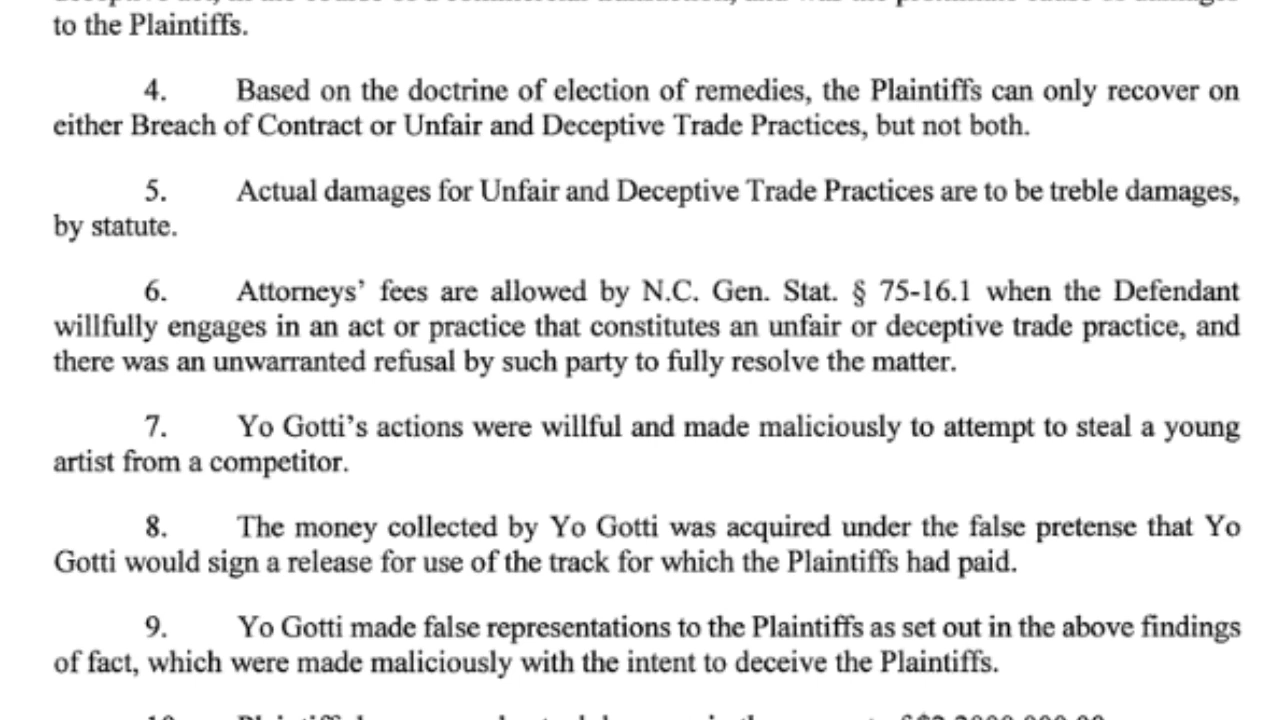 to the Plaintiffs.
4. Based on the doctrine of election of remedies, the Plaintiffs can only recover on
either Breach of Contract or Unfair and Deceptive Trade Practices, but not both.
5. Actual damages for Unfair and Deceptive Trade Practices are to be treble damages,
by statute.
6. Attorneys’ fees are allowed by N.C. Gen. Stat. § 75-16.1 when the Defendant
willfully engages in an act or practice that constitutes an unfair or deceptive trade practice, and
there was an unwarranted refusal by such party to fully resolve the matter.
7. Yo Gotti’s actions were willful and made maliciously to attempt to steal a young
artist from a competitor.
8. The money collected by Yo Gotti was acquired under the false pretense that Yo
Gotti would sign a release for use of the track for which the Plaintiffs had paid.
9. Yo Gotti made false representations to the Plaintiffs as set out in the above findings
of fact, which were made maliciously with the intent to deceive the Plaintiffs.